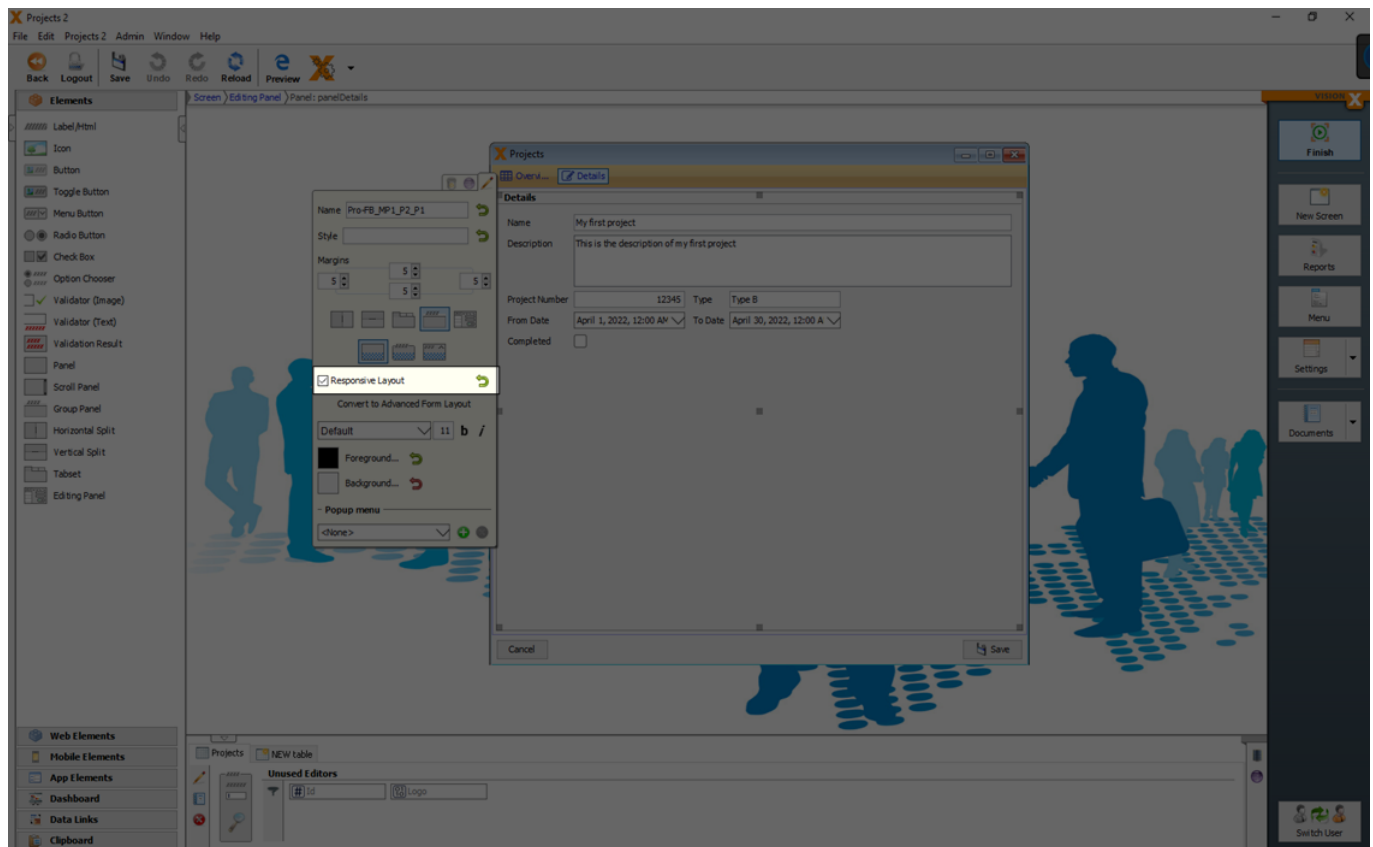 Projects 2
File Edit Projects 2 Admin Window Help
Back Logout Save Undo Redo Reload Preview
Elements
Screen Editing Panel Panel: panelDetails
VISION X
Label/Html
Icon
Button
Toggle Button
Menu Button
Radio Button
Check Box
Option Chooser
Validator (Image)
Validator (Text)
Validation Result
Panel
Scroll Panel
Group Panel
Horizontal Split
Vertical Split
Tabset
Editing Panel
Web Elements
Mobile Elements
App Elements
Dashboard
Data Links
Clipboard
Name Pro-FB_MP1_P2_P1
Style
Margins
5
5 5
5
Responsive Layout
Convert to Advanced Form Layout
Default 11 b i
Foreground...
Background...
Popup menu
<None>
Projects
Overvi... Details
Details
Name My first project
Description This is the description of my first project
Project Number 12345 Type Type B
From Date April 1, 2022, 12:00 AM To Date April 30, 2022, 12:00 A
Completed
Cancel Save
Projects NEW table
Unused Editors
# Id Logo
Finish
New Screen
Reports
Menu
Settings
Documents
Switch User